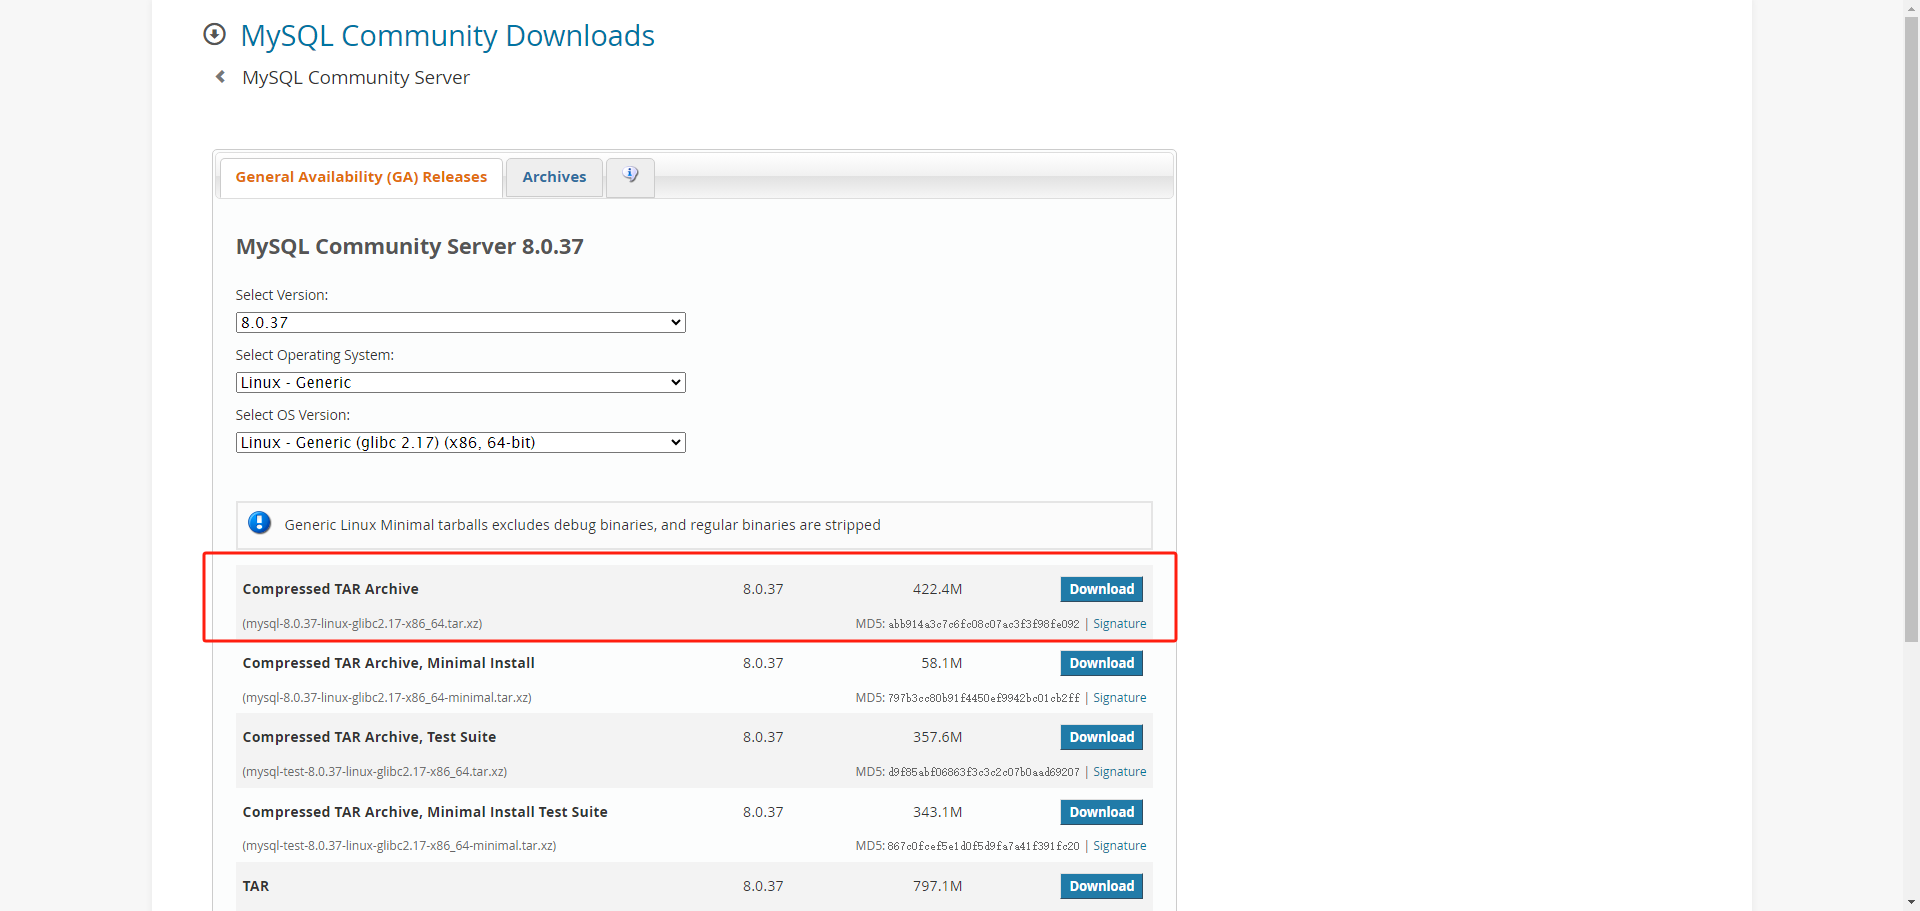 MySQL Community Downloads
MySQL Community Server
General Availability (GA) Releases
Archives
MySQL Community Server 8.0.37
Select Version:
8.0.37
Select Operating System:
Linux - Generic
Select OS Version:
Linux - Generic (glibc 2.17) (x86, 64-bit)
Generic Linux Minimal tarballs excludes debug binaries, and regular binaries are stripped
Compressed TAR Archive 8.0.37 422.4M Download
(mysql-8.0.37-linux-glibc2.17-x86_64.tar.xz) MD5: abb914a3c7c6fc08c07ac3f3f98fe092 | Signature
Compressed TAR Archive, Minimal Install 8.0.37 58.1M Download
(mysql-8.0.37-linux-glibc2.17-x86_64-minimal.tar.xz) MD5: 797b3cc80b91f4450ef9942bc01cb2ff | Signature
Compressed TAR Archive, Test Suite 8.0.37 357.6M Download
(mysql-test-8.0.37-linux-glibc2.17-x86_64.tar.xz) MD5: d9f85abf06863f3c3c2c07b0aad69207 | Signature
Compressed TAR Archive, Minimal Install Test Suite 8.0.37 343.1M Download
(mysql-test-8.0.37-linux-glibc2.17-x86_64-minimal.tar.xz) MD5: 867c0fcef5e1d0f5d9fa7a41f391fc20 | Signature
TAR 8.0.37 797.1M Download